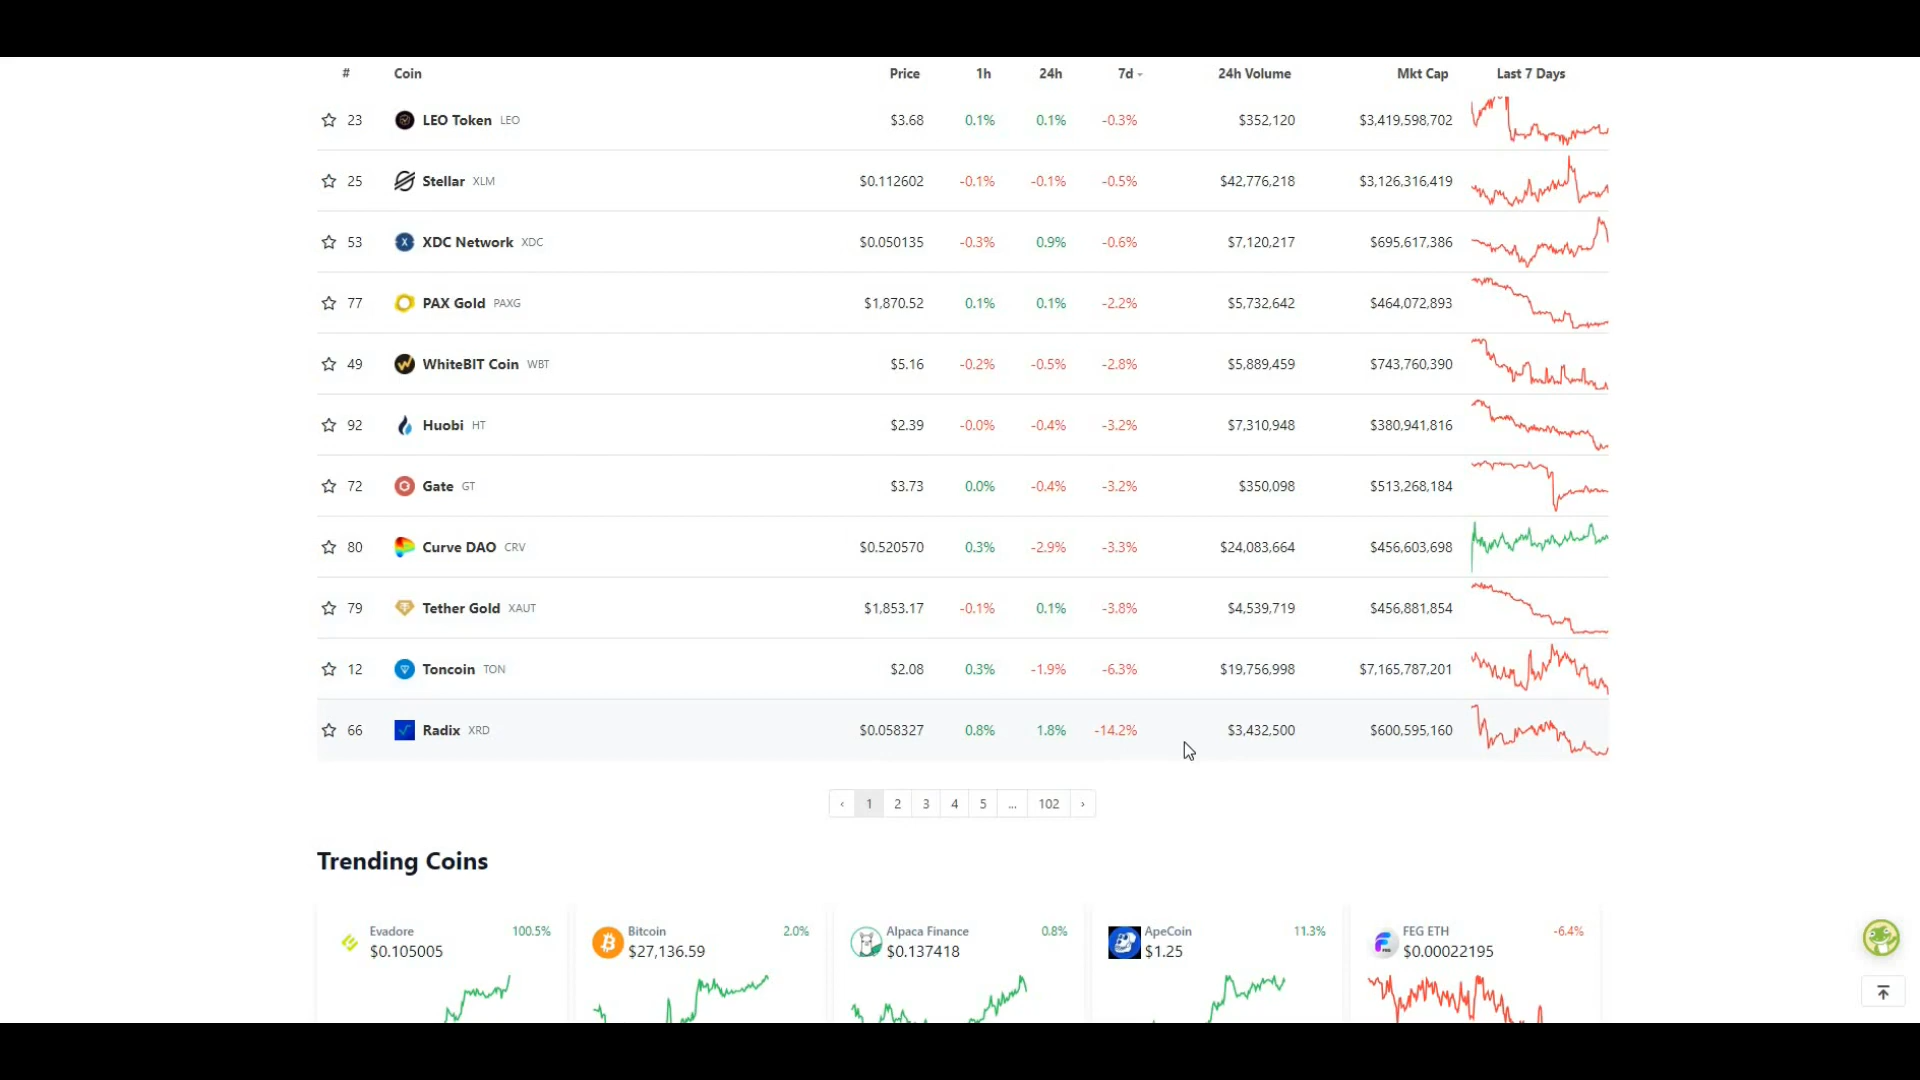 # Coin Price 1h 24h 7d 24h Volume Mkt Cap Last 7 Days
23 LEO Token LEO $3.68 0.1% 0.1% -0.3% $352,120 $3,419,598,702
25 Stellar XLM $0.112602 -0.1% -0.1% -0.5% $42,776,218 $3,126,316,419
53 XDC Network XDC $0.050135 -0.3% 0.9% -0.6% $7,120,217 $695,617,386
77 PAX Gold PAXG $1,870.52 0.1% 0.1% -2.2% $5,732,642 $464,072,893
49 WhiteBIT Coin WBT $5.16 -0.2% -0.5% -2.8% $5,889,459 $743,760,390
92 Huobi HT $2.39 -0.0% -0.4% -3.2% $7,310,948 $380,941,816
72 Gate GT $3.73 0.0% -0.4% -3.2% $350,098 $513,268,184
80 Curve DAO CRV $0.520570 0.3% -2.9% -3.3% $24,083,664 $456,603,698
79 Tether Gold XAUT $1,853.17 -0.1% 0.1% -3.8% $4,539,719 $456,881,854
12 Toncoin TON $2.08 0.3% -1.9% -6.3% $19,756,998 $7,165,787,201
66 Radix XRD $0.058327 0.8% 1.8% -14.2% $3,432,500 $600,595,160
‹ 1 2 3 4 5 ... 102 ›
Trending Coins
Evadore 100.5% Bitcoin 2.0% Alpaca Finance 0.8% ApeCoin 11.3% FEG ETH -6.4%
$0.105005 $27,136.59 $0.137418 $1.25 $0.00022195